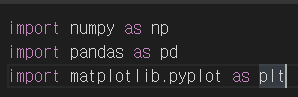 import numpy as np
import pandas as pd
import matplotlib.pyplot as plt